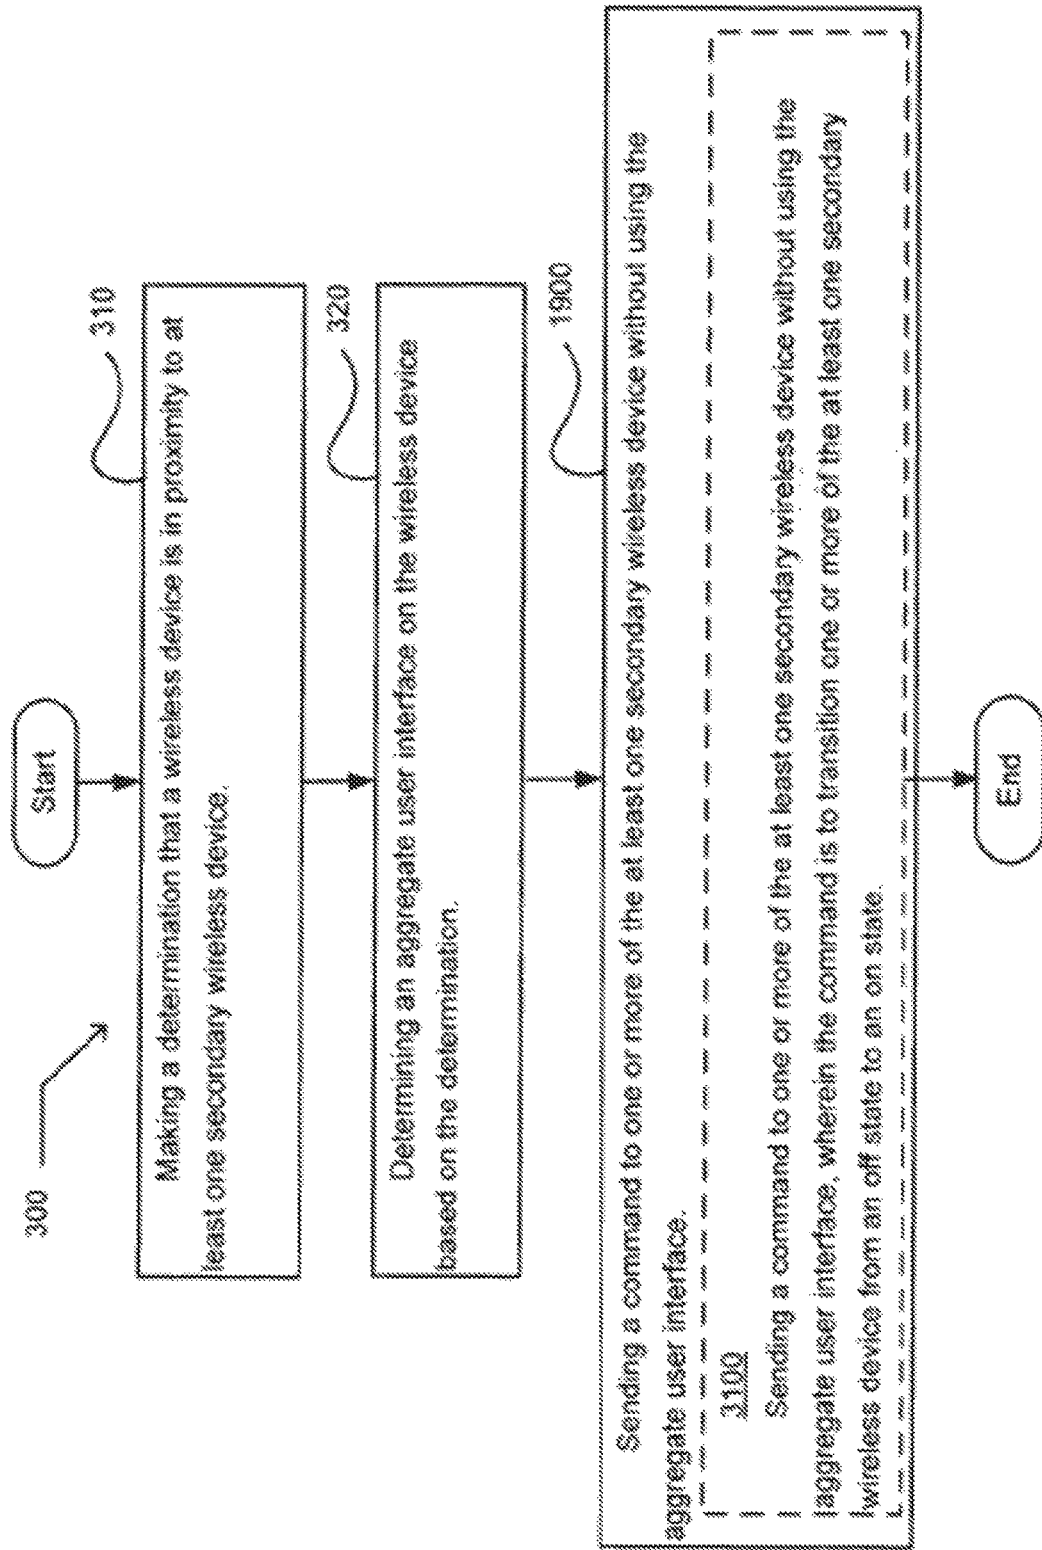 300
Start
310
Making a determination that a wireless device is in proximity to at
least one secondary wireless device.
320
Determining an aggregate user interface on the wireless device
based on the determination.
1900
Sending a command to one or more of the at least one secondary wireless device without using the
aggregate user interface.
3100
Sending a command to one or more of the at least one secondary wireless device without using the
aggregate user interface, wherein the command is to transition one or more of the at least one secondary
wireless device from an off state to an on state.
End